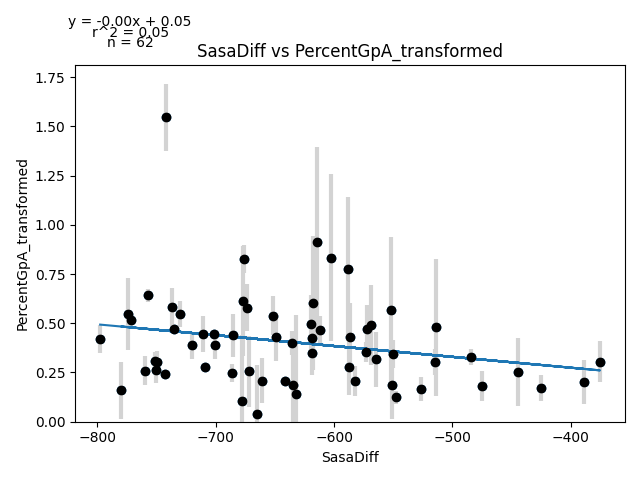 y = -0.00x + 0.05
r^2 = 0.05
n = 62
SasaDiff vs PercentGpA_transformed
PercentGpA_transformed
1.75
1.50
1.25
1.00
0.75
0.50
0.25
0.00
−800
−700
−600
−500
−400
SasaDiff